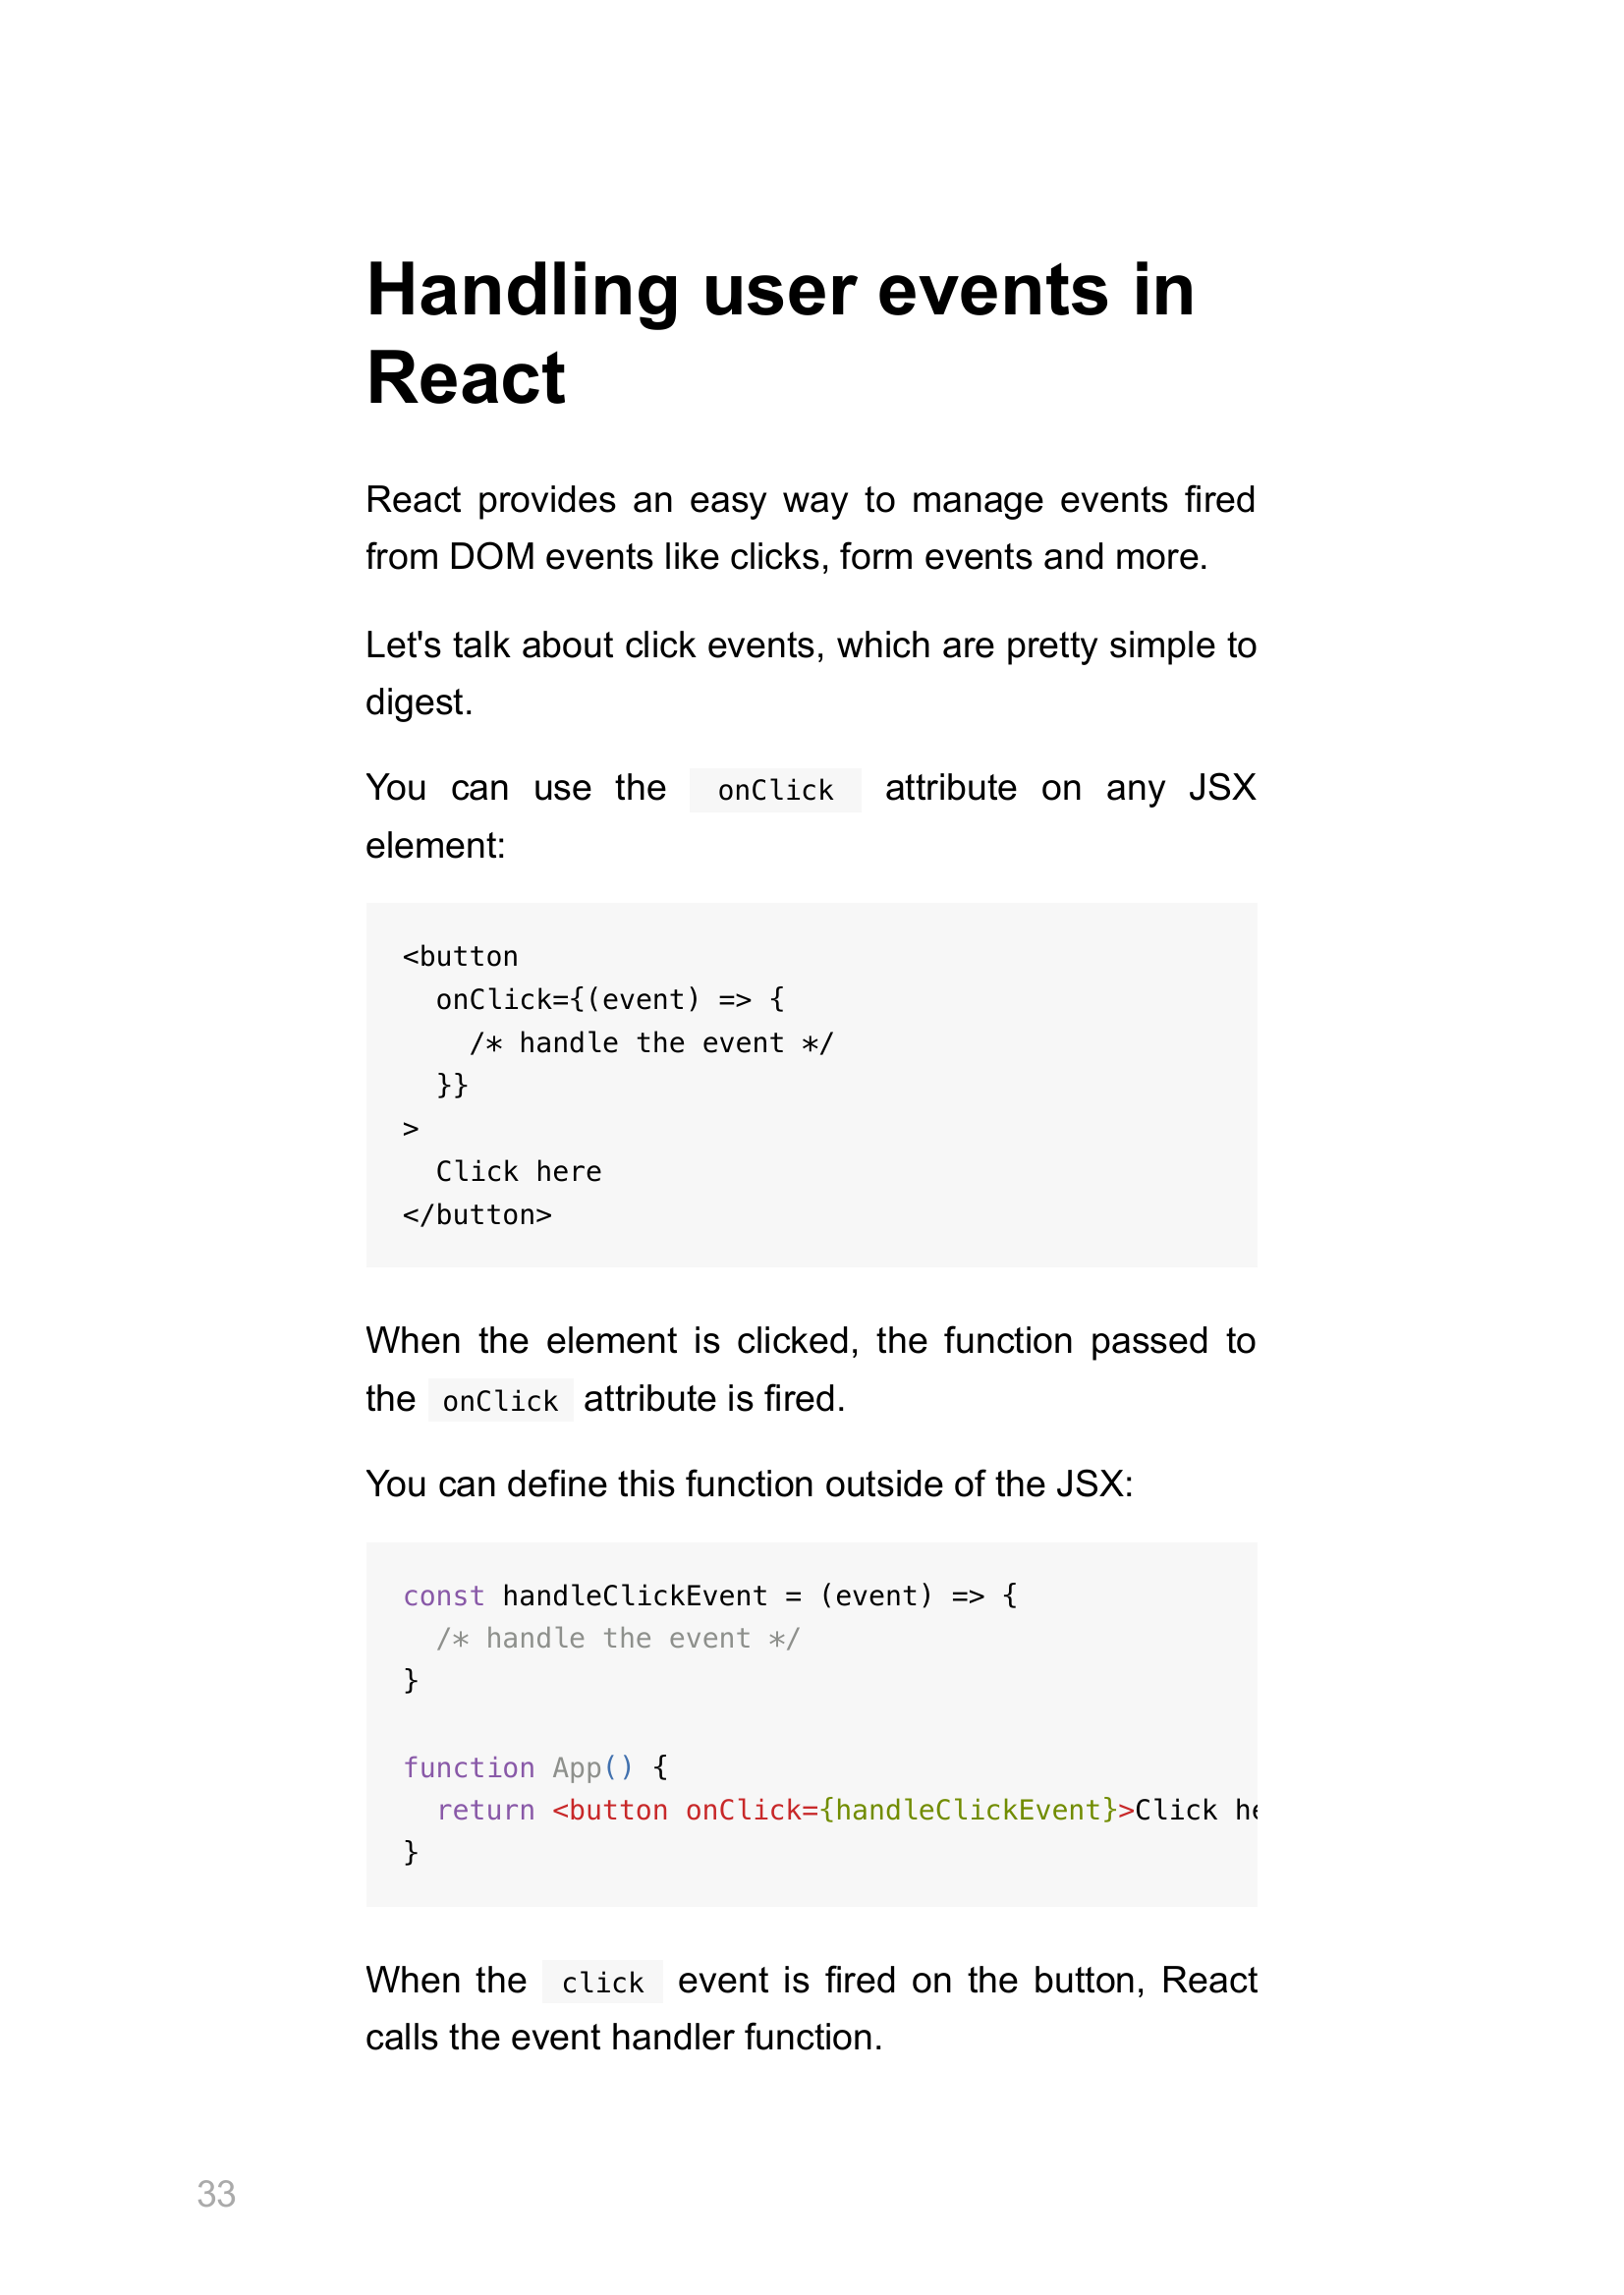 Handling user events in
React
React provides an easy way to manage events fired
from DOM events like clicks, form events and more.
Let's talk about click events, which are pretty simple to
digest.
You can use the onClick attribute on any JSX
element:
<button
  onClick={(event) => {
    /* handle the event */
  }}
>
  Click here
</button>
When the element is clicked, the function passed to
the onClick attribute is fired.
You can define this function outside of the JSX:
const handleClickEvent = (event) => {
  /* handle the event */
}

function App() {
  return <button onClick={handleClickEvent}>Click he
}
When the click event is fired on the button, React
calls the event handler function.
33